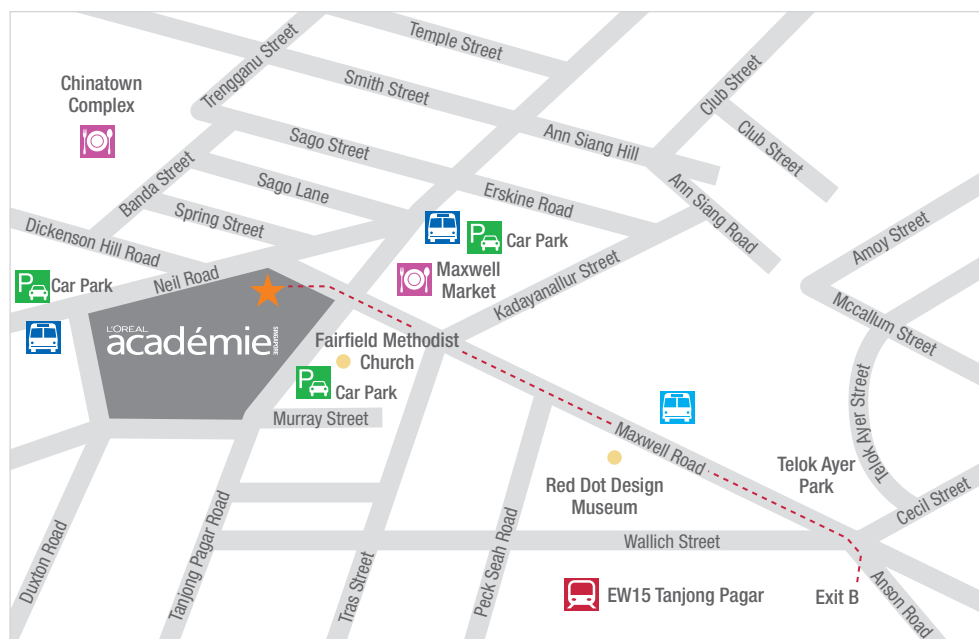 Temple Street
Trengganu Street
Smith Street
Club Street
Chinatown
Complex
Club Street
Ann Siang Hill
Sago Street
Banda Street
Sago Lane
Erskine Road
Ann Siang Road
Spring Street
Dickenson Hill Road
Amoy Street
P
Car Park
Neil Road
Maxwell
Market
Kadayanallur Street
P
Car Park
Mccallum Street
L'ORÉAL
académie
SINGAPORE
Fairfield Methodist
Church
P
Car Park
Murray Street
Telok Ayer Street
Maxwell Road
Telok Ayer
Park
Red Dot Design
Museum
Cecil Street
Wallich Street
Duxton Road
Tanjong Pagar Road
Tras Street
Peck Seah Road
EW15 Tanjong Pagar
Exit B
Anson Road